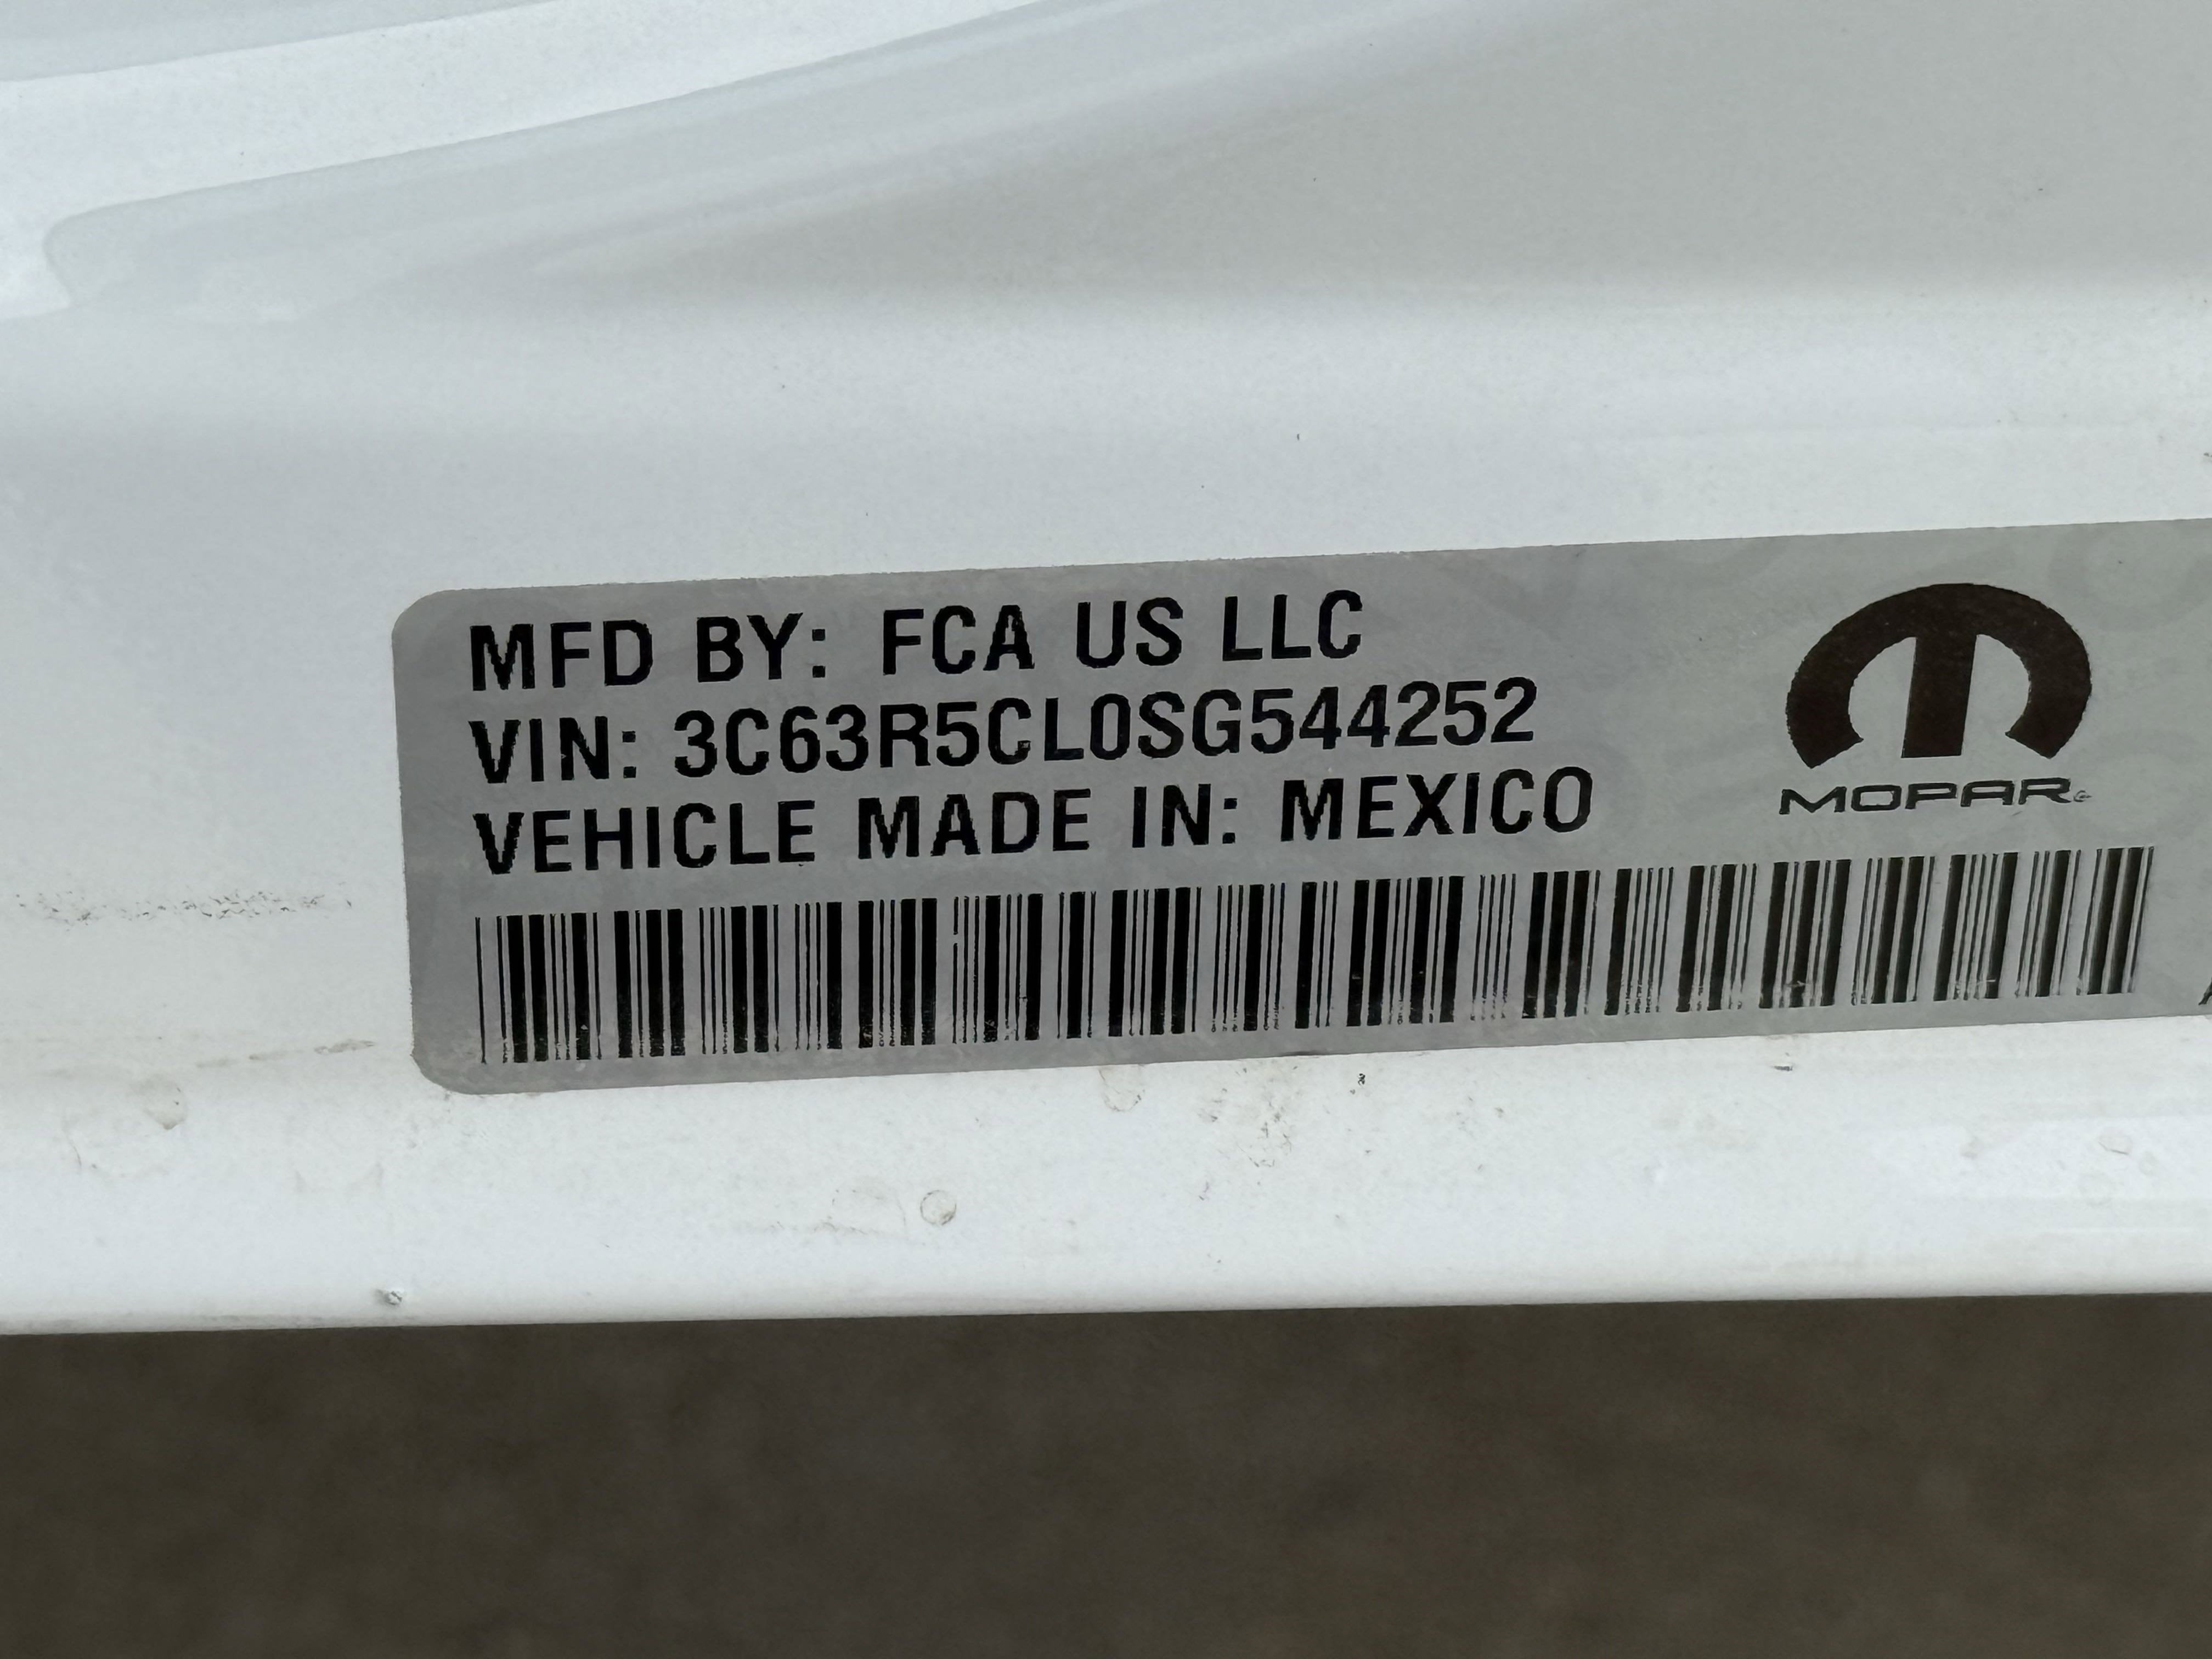 MFD BY: FCA US LLC
VIN: 3C63R5CL0SG544252
VEHICLE MADE IN: MEXICO
MOPAR